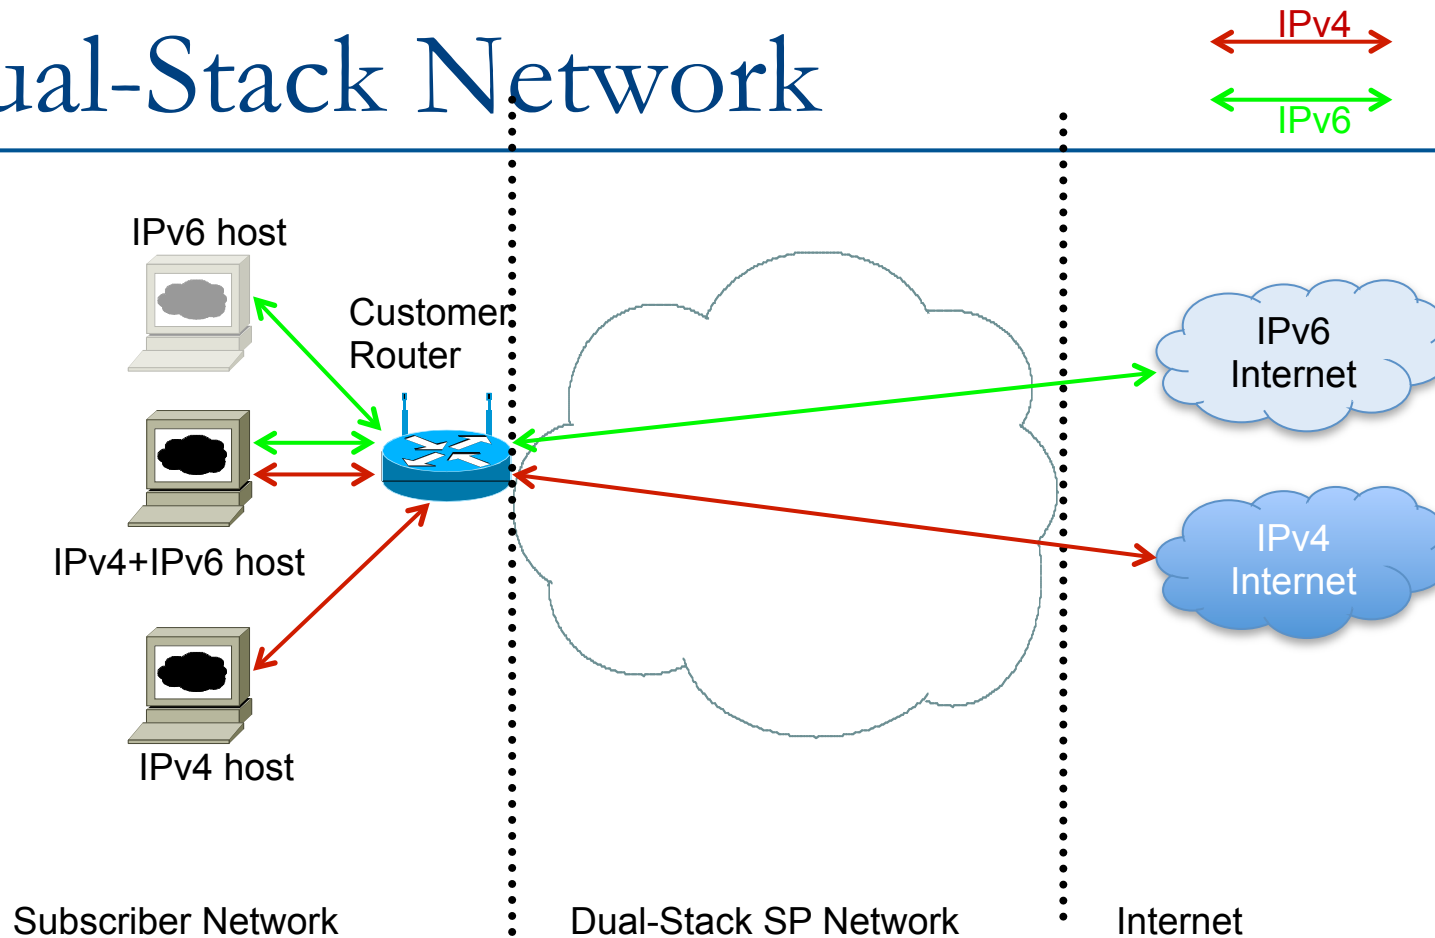 ual-Stack Network
IPv4
IPv6
IPv6 host
Customer
Router
IPv4+IPv6 host
IPv4 host
IPv6
Internet
IPv4
Internet
Subscriber Network
Dual-Stack SP Network
Internet